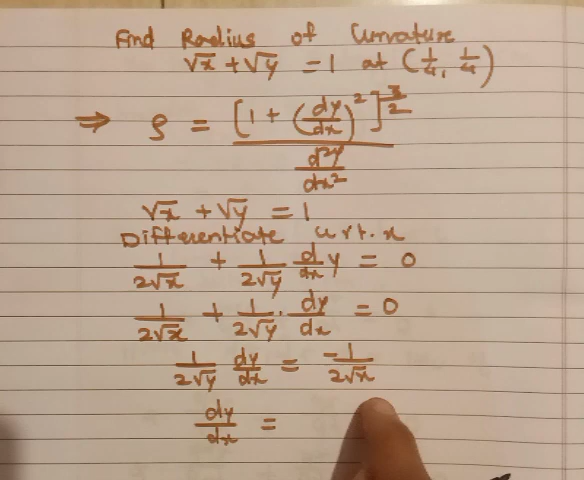 Find Radius of Curvature
√x + √y = 1 at (1/4, 1/4)
⇒ ρ = [1 + (dy/dx)²]^(3/2) / (d²y/dx²)
√x + √y = 1
Differentiate w.r.t. x
1/(2√x) + 1/(2√y) d/dx y = 0
1/(2√x) + 1/(2√y) · dy/dx = 0
1/(2√y) dy/dx = -1/(2√x)
dy/dx =